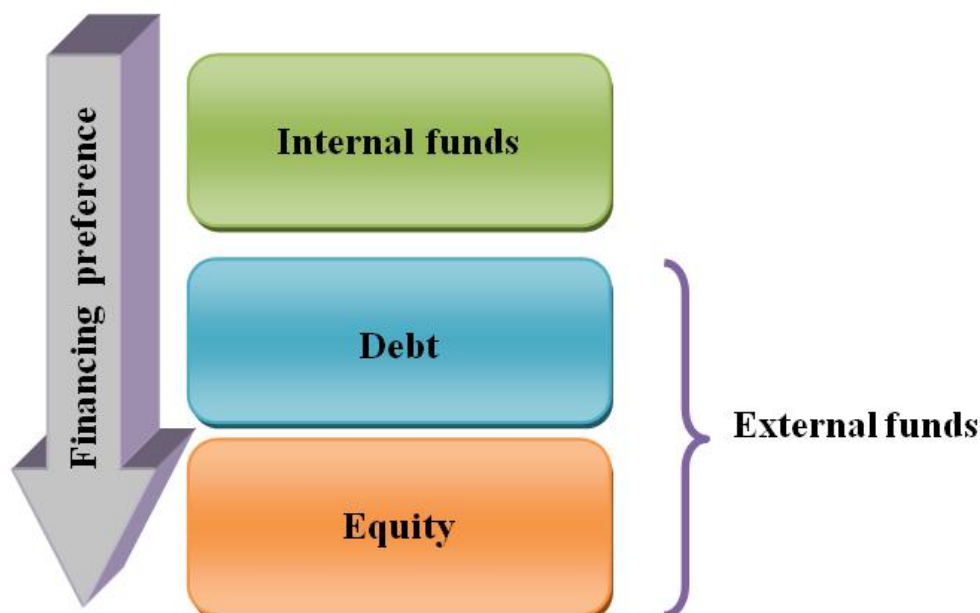 Financing preference
Internal funds
Debt
External funds
Equity